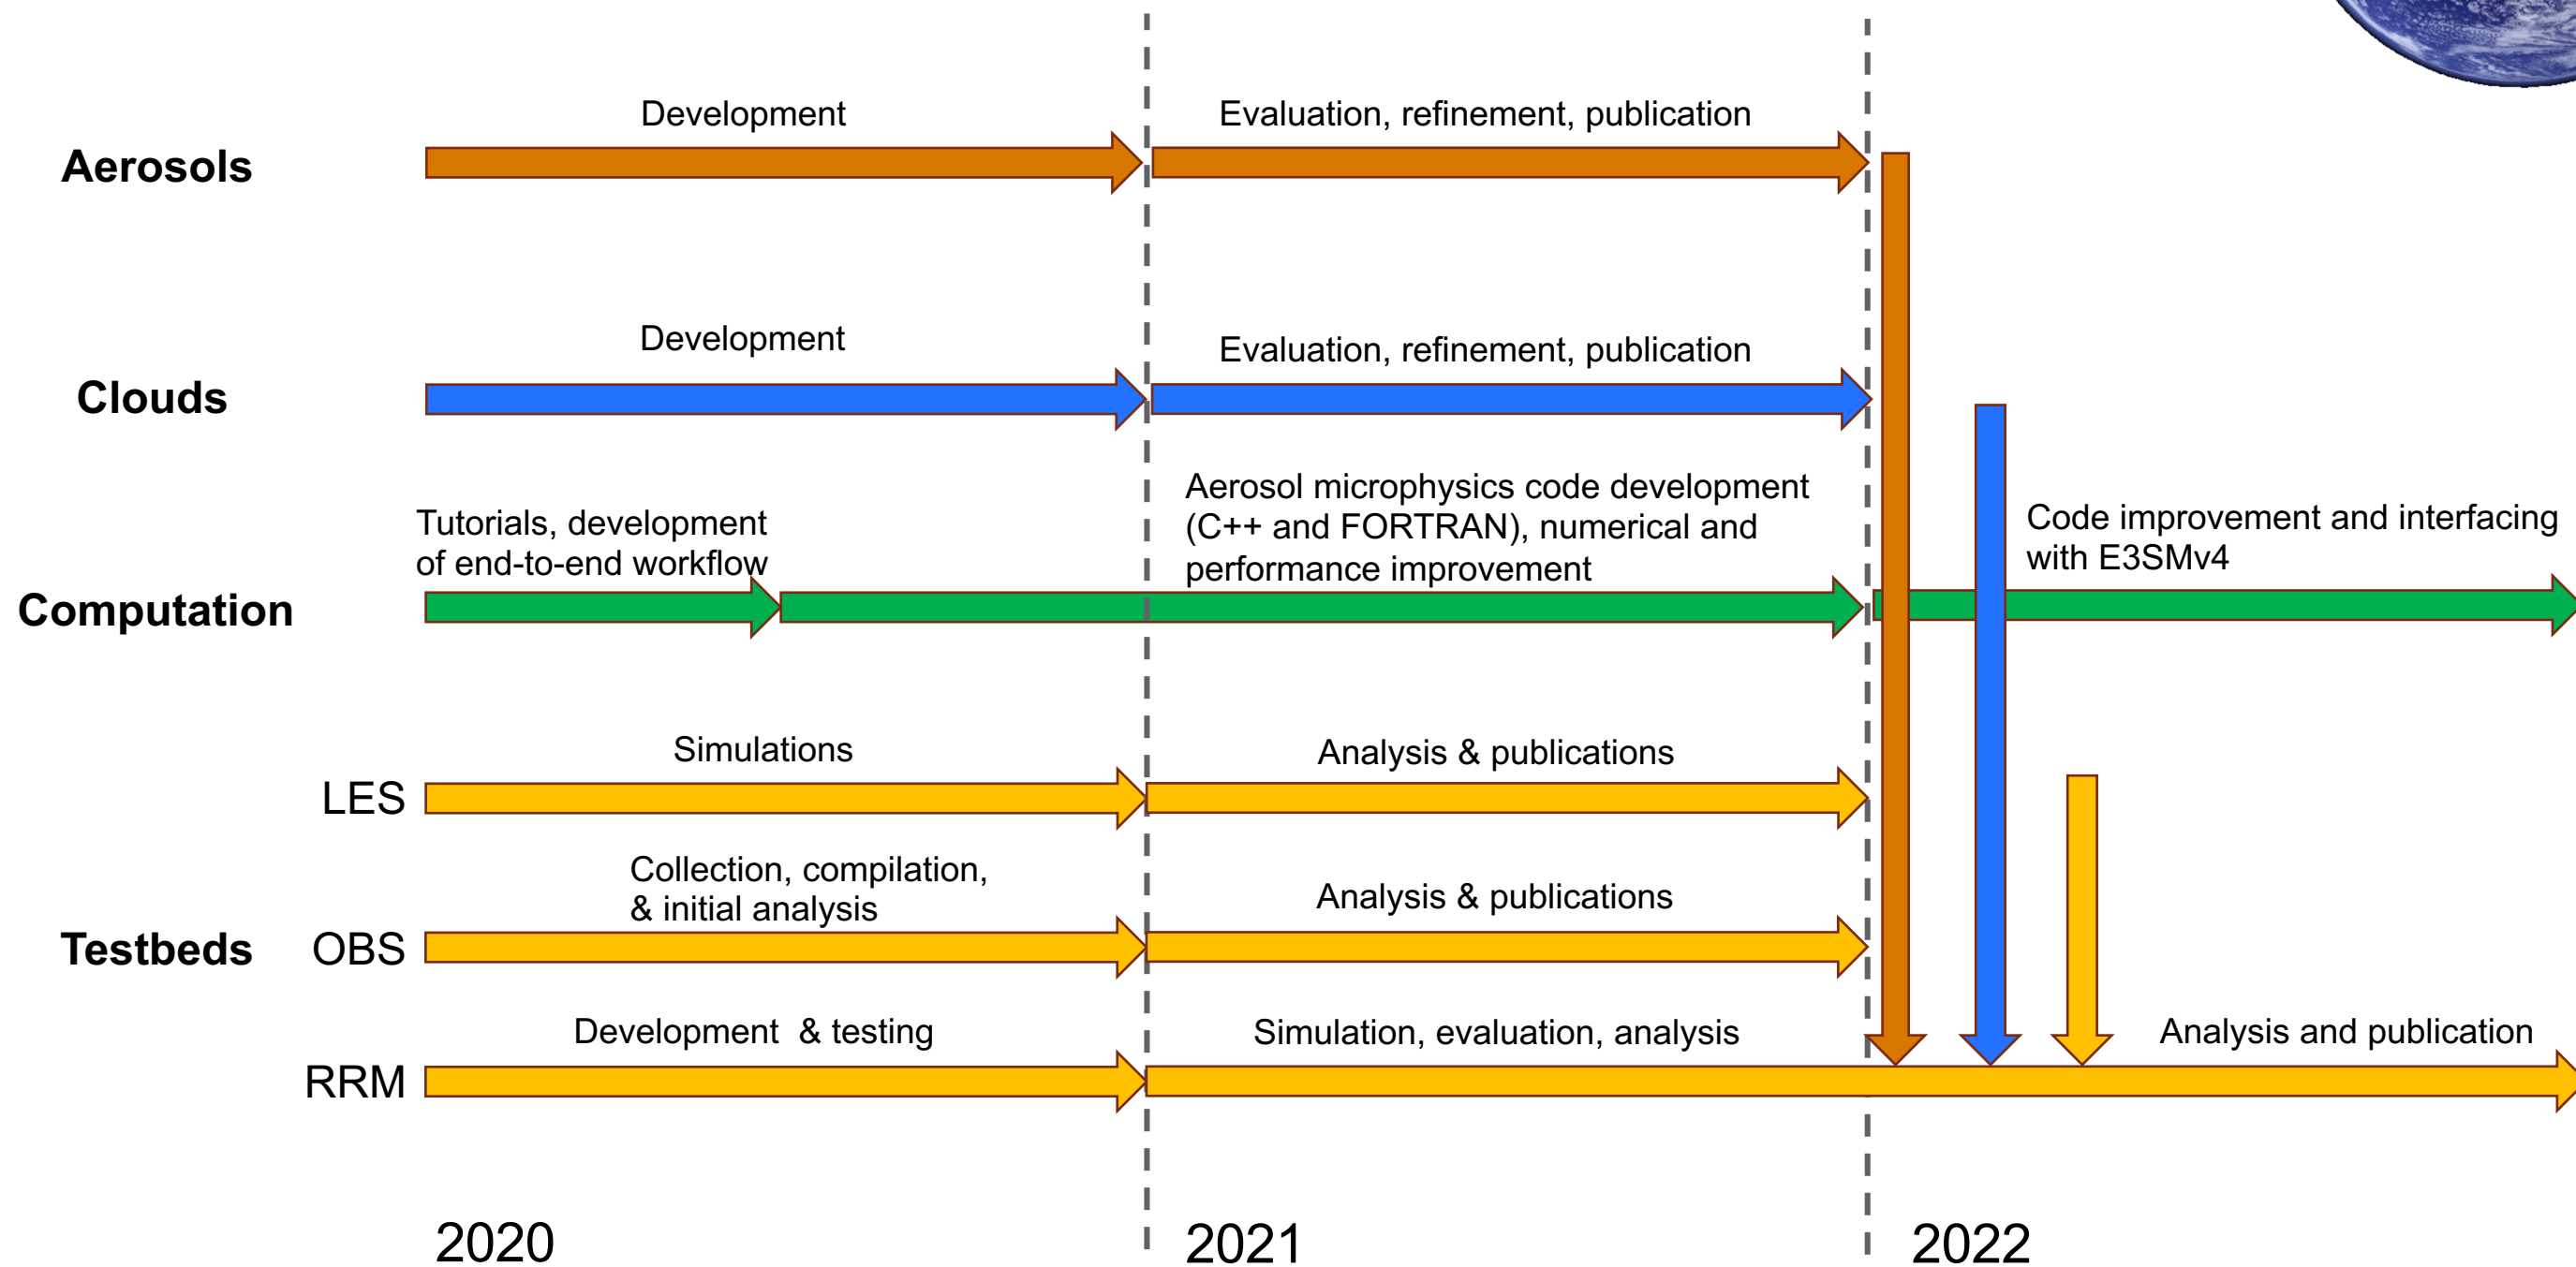 Development
Evaluation, refinement, publication
Aerosols
Development
Evaluation, refinement, publication
Clouds
Tutorials, development
of end-to-end workflow
Aerosol microphysics code development
(C++ and FORTRAN), numerical and
performance improvement
Code improvement and interfacing
with E3SMv4
Computation
Simulations
Analysis & publications
LES
Collection, compilation,
& initial analysis
Analysis & publications
Testbeds
OBS
Development & testing
Simulation, evaluation, analysis
Analysis and publication
RRM
2020
2021
2022